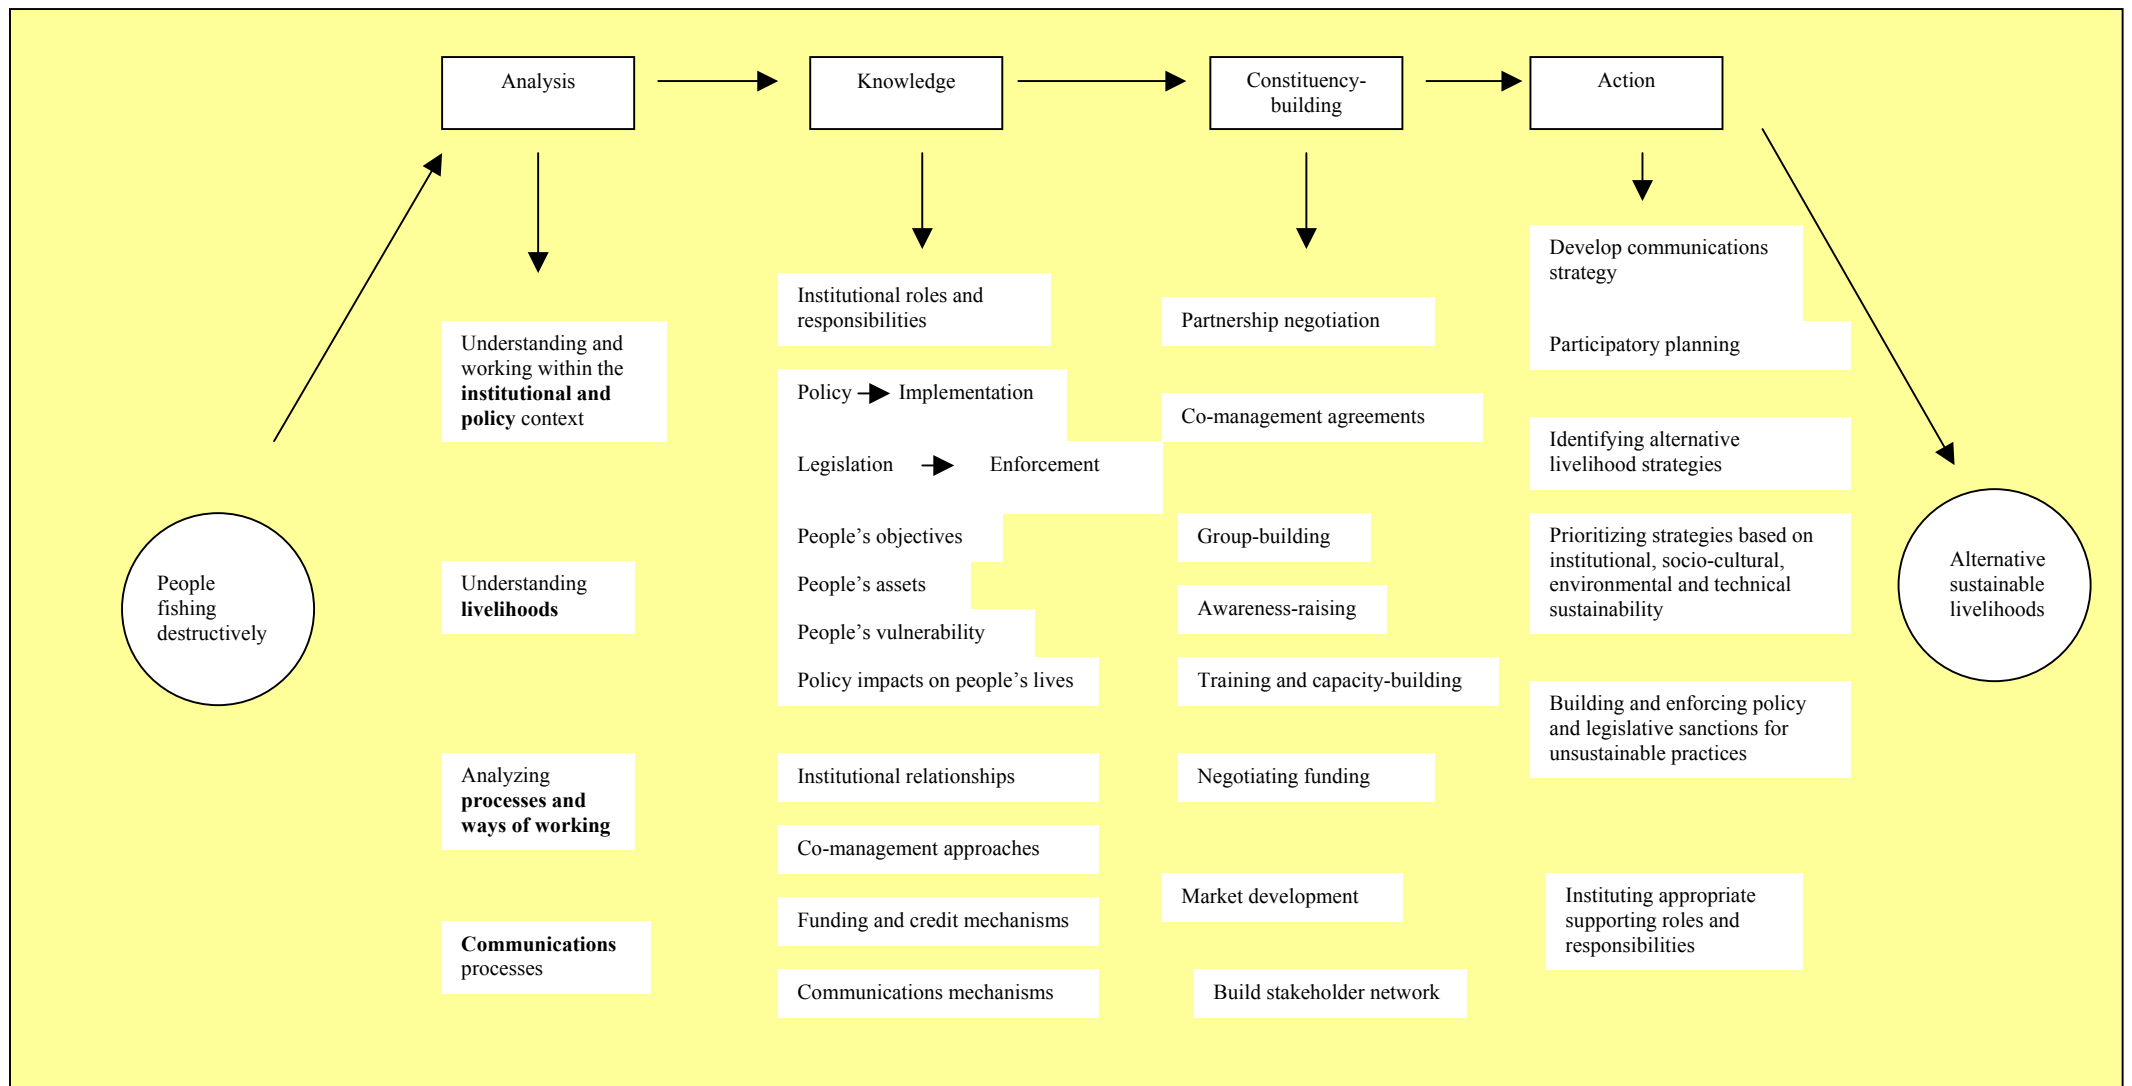 Analysis
Knowledge
Constituency-
building
Action
People
fishing
destructively
Understanding and
working within the
institutional and
policy context
Understanding
livelihoods
Analyzing
processes and
ways of working
Communications
processes
Institutional roles and
responsibilities
Policy Implementation
Legislation Enforcement
People’s objectives
People’s assets
People’s vulnerability
Policy impacts on people’s lives
Institutional relationships
Co-management approaches
Funding and credit mechanisms
Communications mechanisms
Partnership negotiation
Co-management agreements
Group-building
Awareness-raising
Training and capacity-building
Negotiating funding
Market development
Build stakeholder network
Develop communications
strategy
Participatory planning
Identifying alternative
livelihood strategies
Prioritizing strategies based on
institutional, socio-cultural,
environmental and technical
sustainability
Building and enforcing policy
and legislative sanctions for
unsustainable practices
Instituting appropriate
supporting roles and
responsibilities
Alternative
sustainable
livelihoods